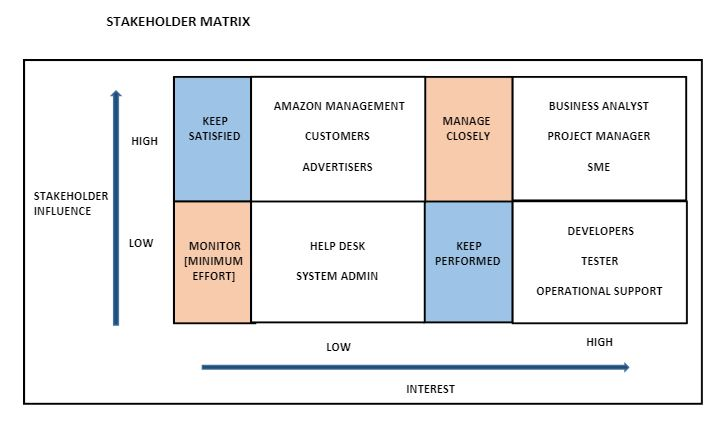 STAKEHOLDER MATRIX
HIGH
KEEP
SATISFIED
AMAZON MANAGEMENT
CUSTOMERS
ADVERTISERS
MANAGE
CLOSELY
BUSINESS ANALYST
PROJECT MANAGER
SME
STAKEHOLDER
INFLUENCE
LOW
MONITOR
[MINIMUM
EFFORT]
HELP DESK
SYSTEM ADMIN
KEEP
PERFORMED
DEVELOPERS
TESTER
OPERATIONAL SUPPORT
LOW
HIGH
INTEREST